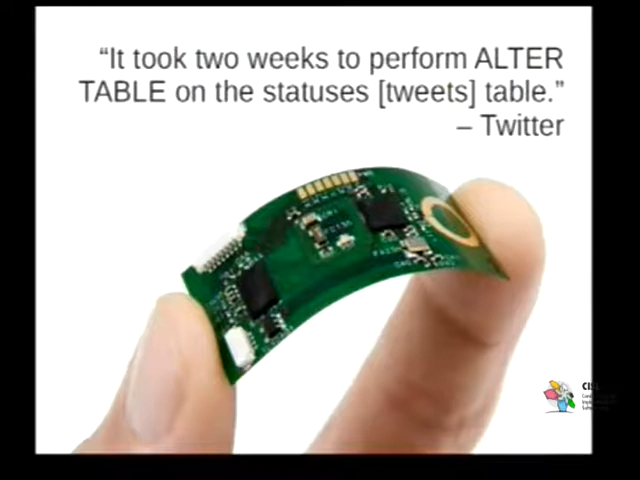 “It took two weeks to perform ALTER
TABLE on the statuses [tweets] table.”
– Twitter